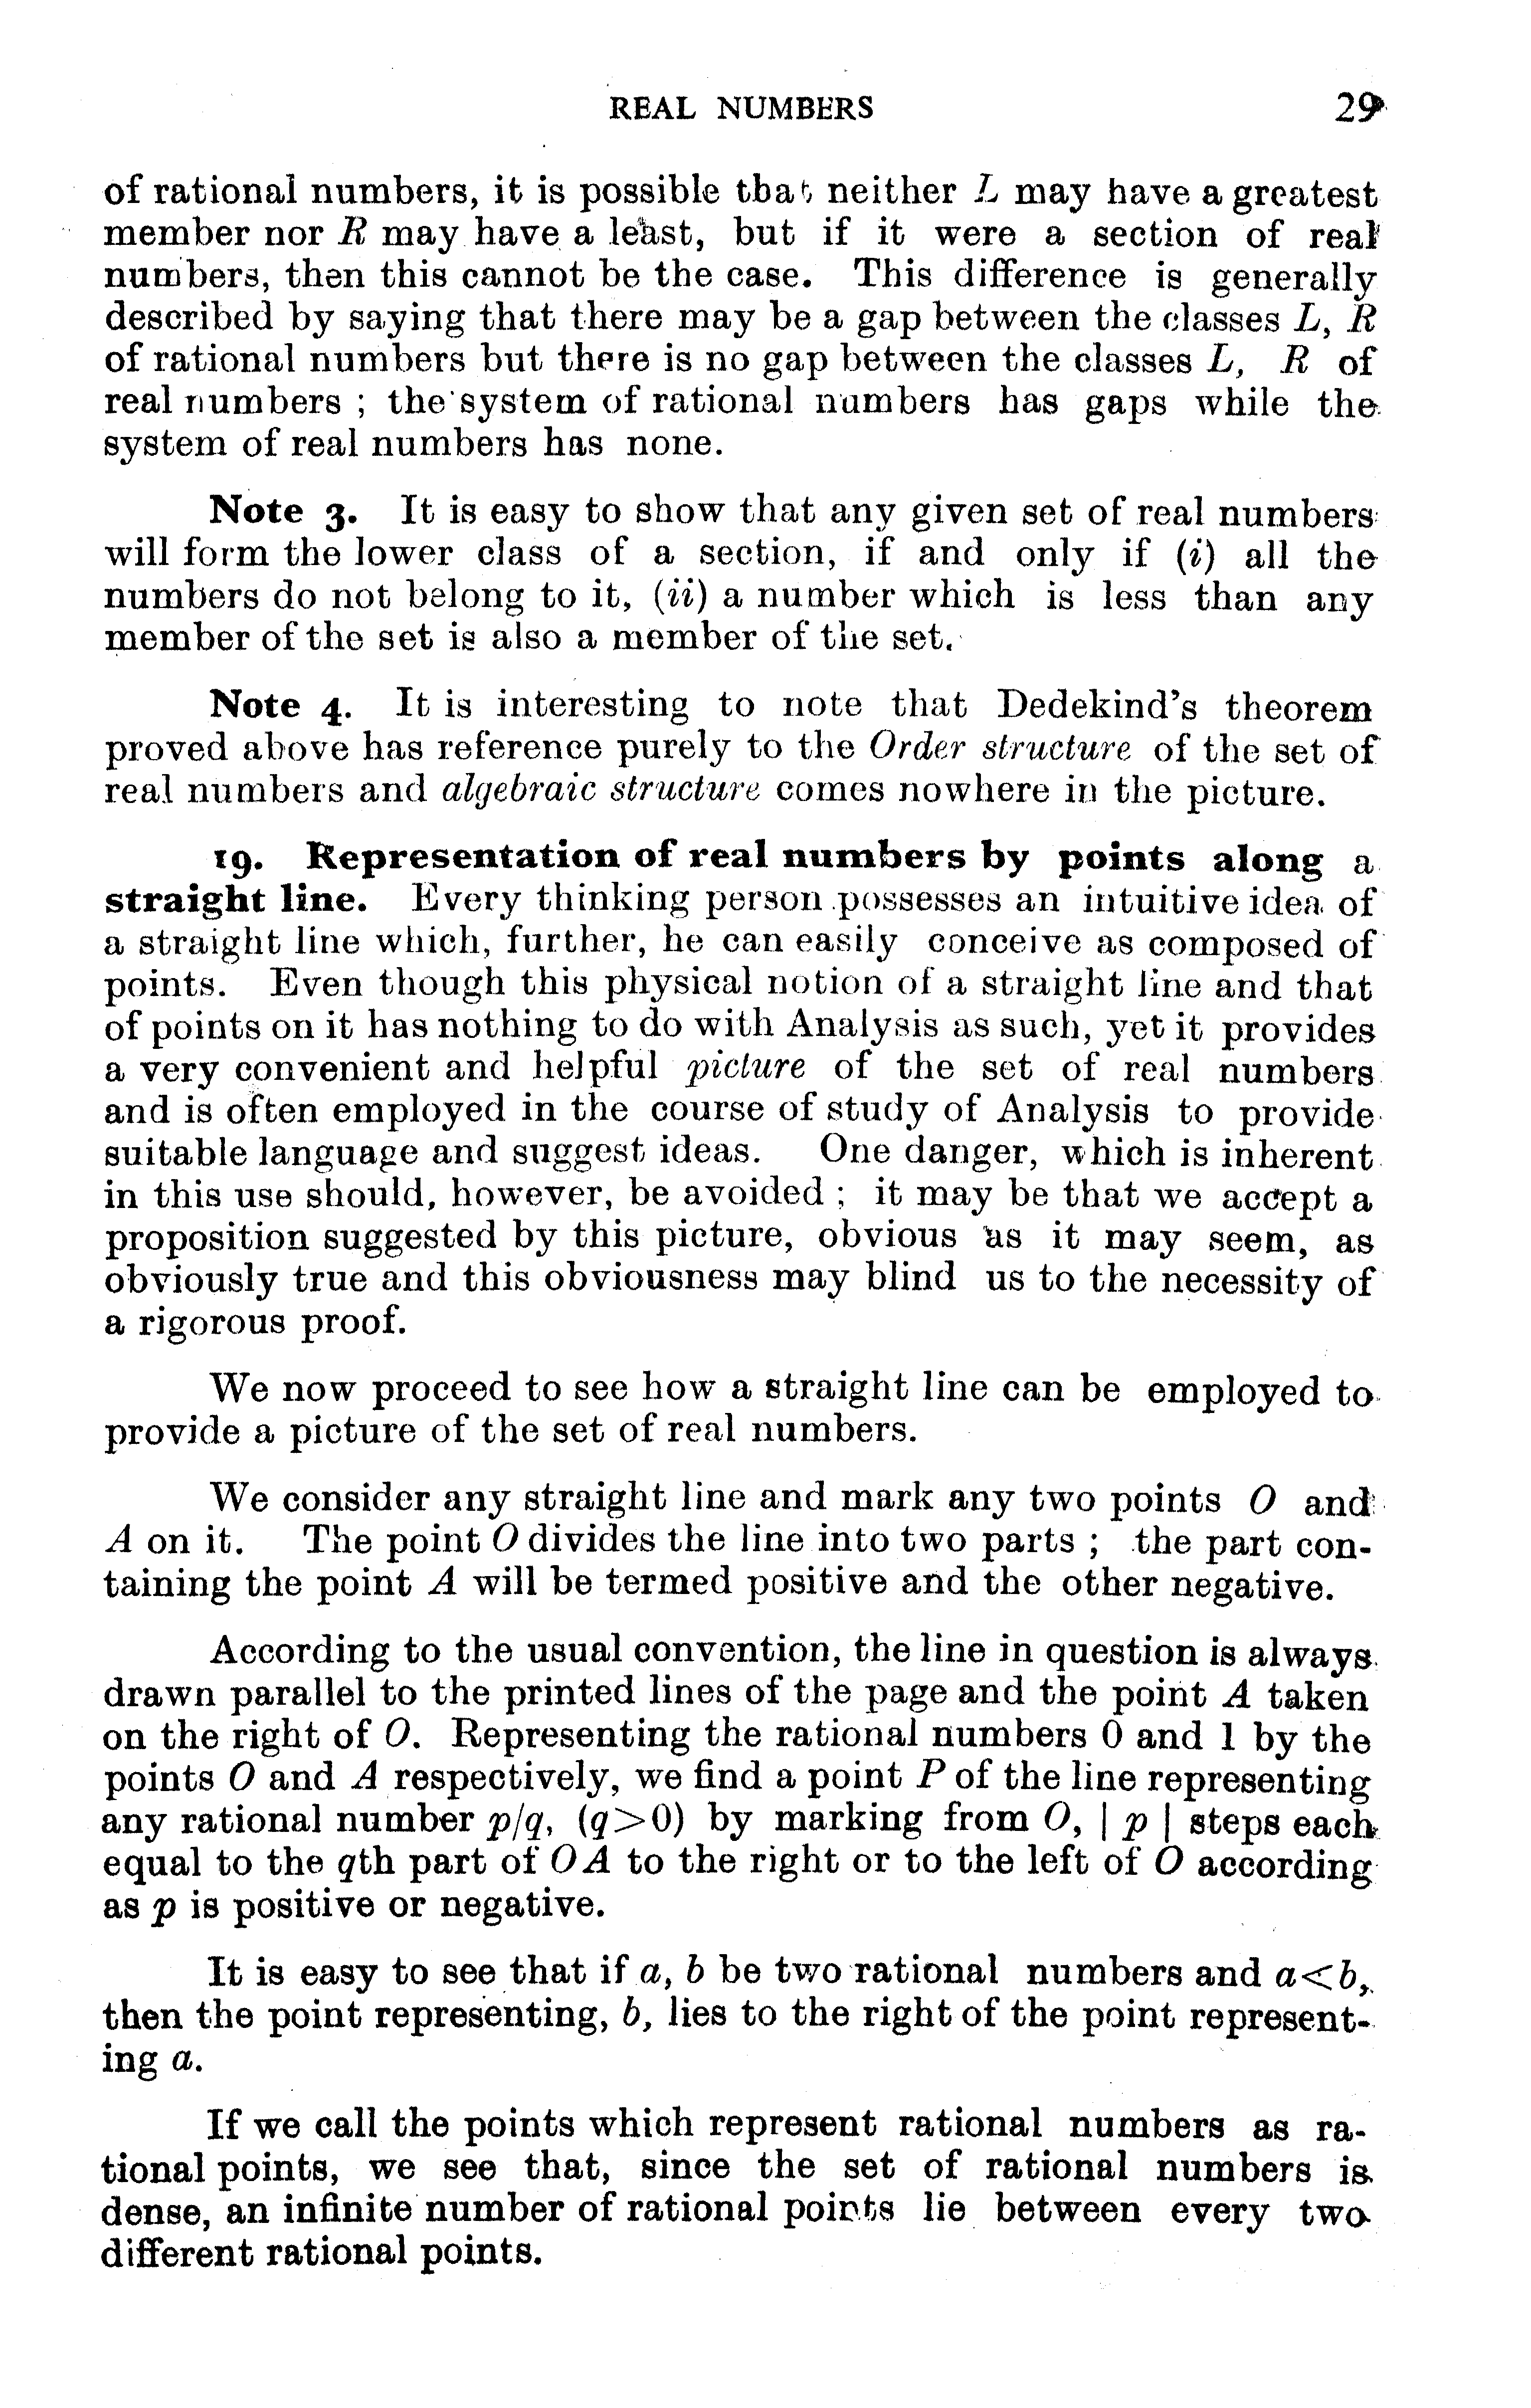 REAL NUMBERS 29
of rational numbers, it is possible that neither L may have a greatest
member nor R may have a least, but if it were a section of real
numbers, then this cannot be the case. This difference is generally
described by saying that there may be a gap between the classes L, R
of rational numbers but there is no gap between the classes L, R of
real numbers ; the system of rational numbers has gaps while the
system of real numbers has none.
Note 3. It is easy to show that any given set of real numbers
will form the lower class of a section, if and only if (i) all the
numbers do not belong to it, (ii) a number which is less than any
member of the set is also a member of the set.
Note 4. It is interesting to note that Dedekind's theorem
proved above has reference purely to the Order structure of the set of
real numbers and algebraic structure comes nowhere in the picture.
19. Representation of real numbers by points along a
straight line. Every thinking person possesses an intuitive idea of
a straight line which, further, he can easily conceive as composed of
points. Even though this physical notion of a straight line and that
of points on it has nothing to do with Analysis as such, yet it provides
a very convenient and helpful picture of the set of real numbers
and is often employed in the course of study of Analysis to provide
suitable language and suggest ideas. One danger, which is inherent
in this use should, however, be avoided ; it may be that we accept a
proposition suggested by this picture, obvious as it may seem, as
obviously true and this obviousness may blind us to the necessity of
a rigorous proof.
We now proceed to see how a straight line can be employed to
provide a picture of the set of real numbers.
We consider any straight line and mark any two points O and
A on it. The point O divides the line into two parts ; the part con-
taining the point A will be termed positive and the other negative.
According to the usual convention, the line in question is always
drawn parallel to the printed lines of the page and the point A taken
on the right of O. Representing the rational numbers 0 and 1 by the
points O and A respectively, we find a point P of the line representing
any rational number p/q, (q>0) by marking from O, | p | steps each
equal to the qth part of OA to the right or to the left of O according
as p is positive or negative.
It is easy to see that if a, b be two rational numbers and a<b,
then the point representing, b, lies to the right of the point represent-
ing a.
If we call the points which represent rational numbers as ra-
tional points, we see that, since the set of rational numbers is
dense, an infinite number of rational points lie between every two
different rational points.